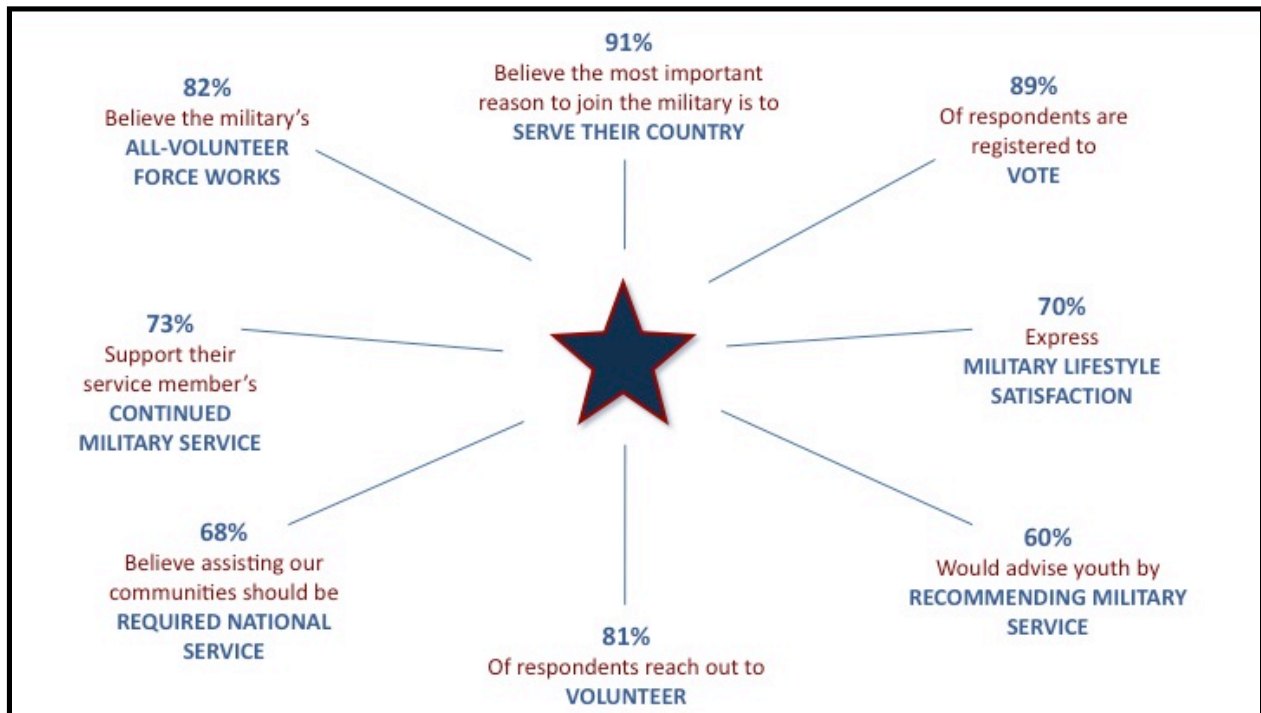 91%
Believe the most important
reason to join the military is to
SERVE THEIR COUNTRY
82%
Believe the military’s
ALL-VOLUNTEER
FORCE WORKS
89%
Of respondents are
registered to
VOTE
73%
Support their
service member’s
CONTINUED
MILITARY SERVICE
70%
Express
MILITARY LIFESTYLE
SATISFACTION
68%
Believe assisting our
communities should be
REQUIRED NATIONAL
SERVICE
60%
Would advise youth by
RECOMMENDING MILITARY
SERVICE
81%
Of respondents reach out to
VOLUNTEER